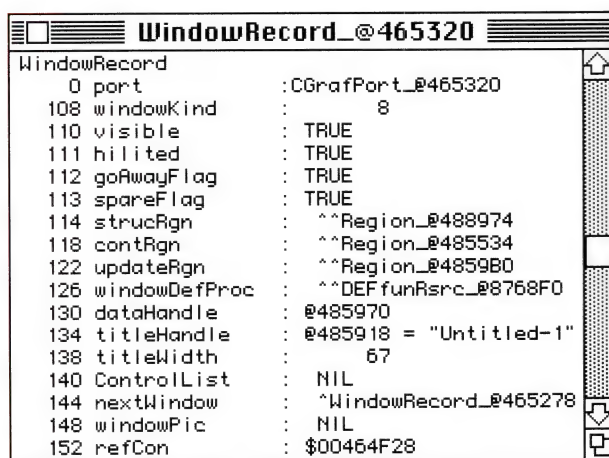 WindowRecord_@465320
WindowRecord
0 port :CGrafPort_@465320
108 windowKind : 8
110 visible : TRUE
111 hilited : TRUE
112 goAwayFlag : TRUE
113 spareFlag : TRUE
114 strucRgn : ^^Region_@488974
118 contRgn : ^^Region_@485534
122 updateRgn : ^^Region_@4859B0
126 windowDefProc : ^^DEFfunRsrc_@8768F0
130 dataHandle : @485970
134 titleHandle : @485918 = "Untitled-1"
138 titleWidth : 67
140 ControlList : NIL
144 nextWindow : ^WindowRecord_@465278
148 windowPic : NIL
152 refCon : $00464F28